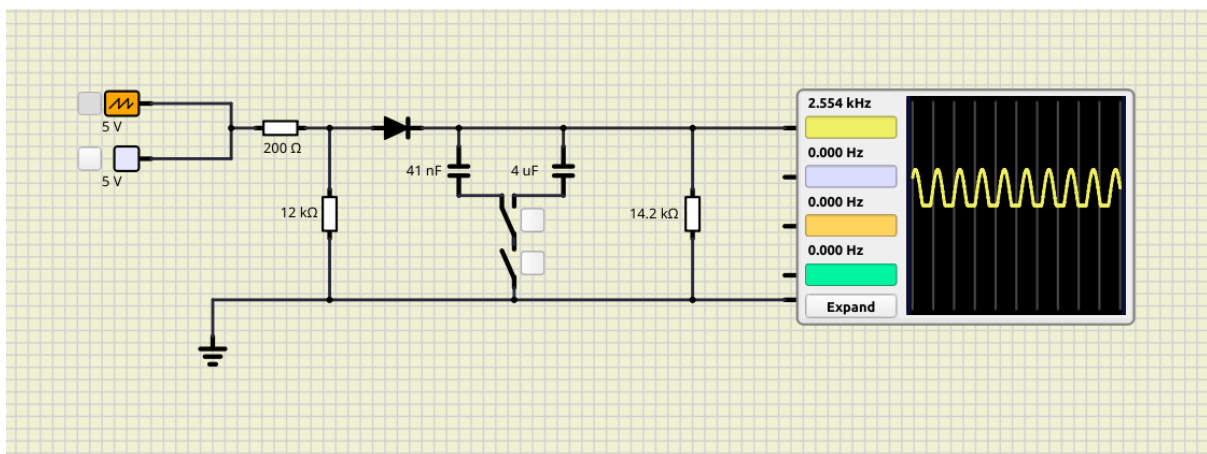 5 V
5 V
200 Ω
12 kΩ
41 nF
4 uF
14.2 kΩ
2.554 kHz
0.000 Hz
0.000 Hz
0.000 Hz
Expand